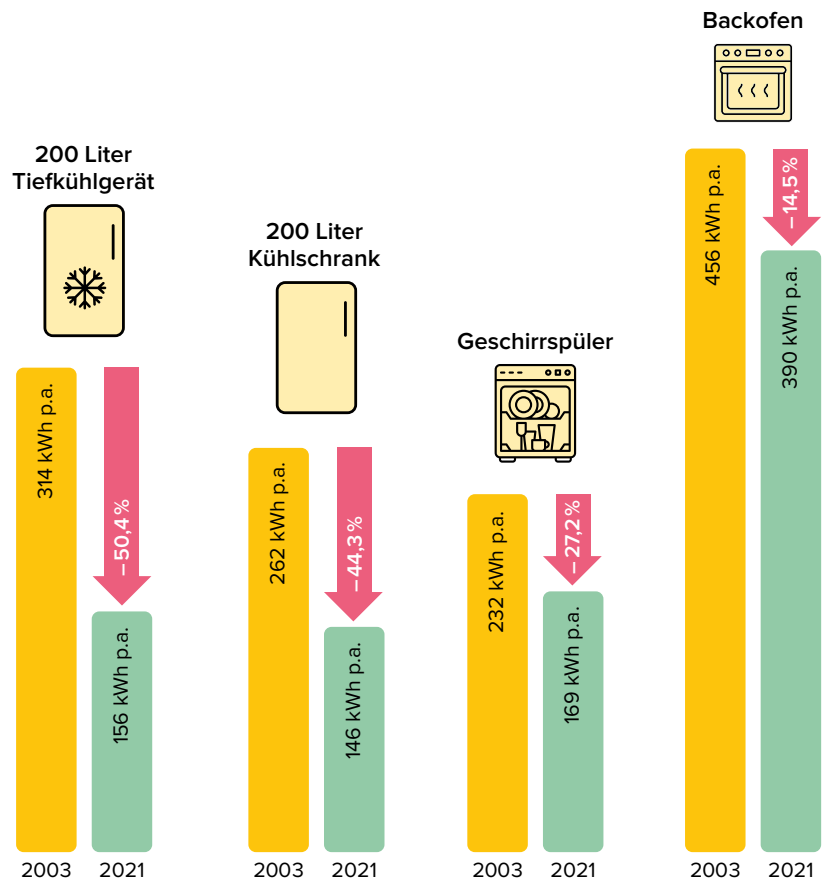 200 Liter
Tiefkühlgerät
314 kWh p.a.
–50,4 %
156 kWh p.a.
2003
2021
200 Liter
Kühlschrank
262 kWh p.a.
–44,3 %
146 kWh p.a.
2003
2021
Geschirrspüler
232 kWh p.a.
–27,2 %
169 kWh p.a.
2003
2021
Backofen
456 kWh p.a.
–14,5 %
390 kWh p.a.
2003
2021